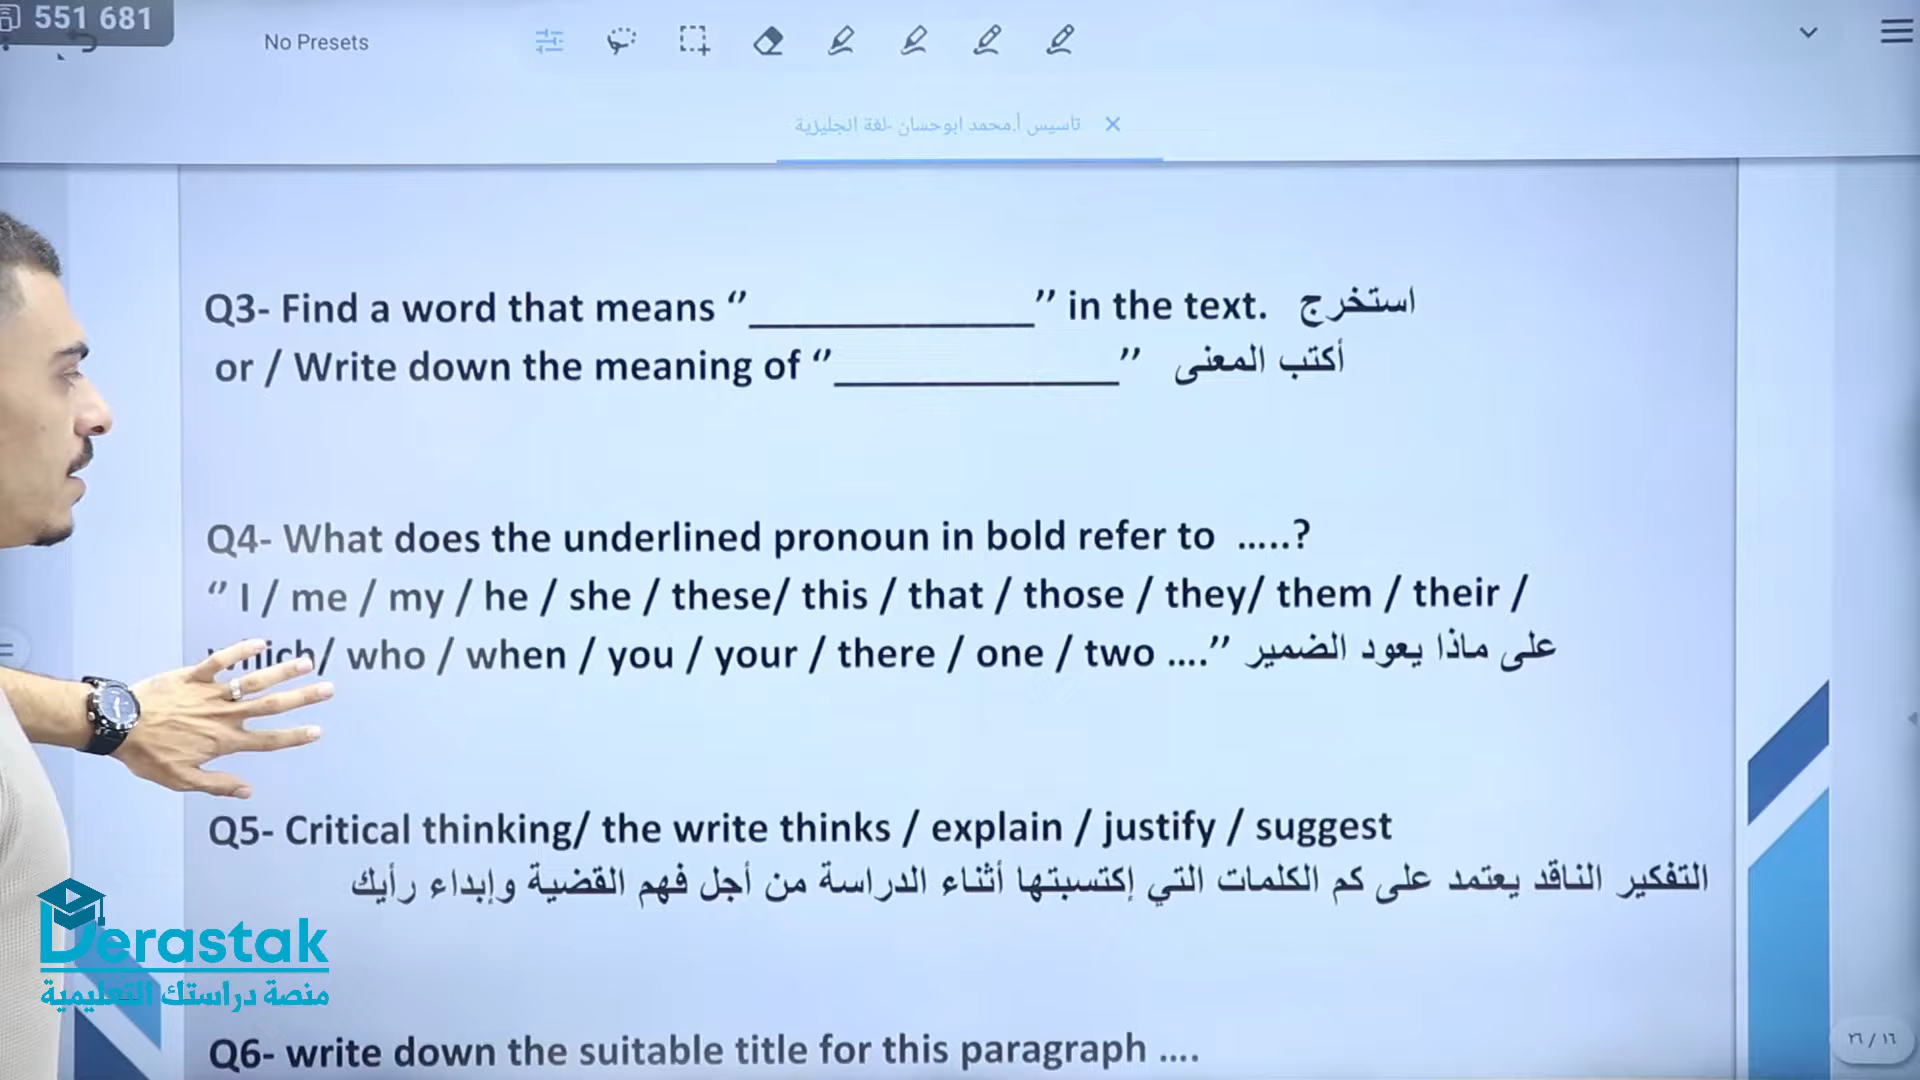 551 681
No Presets
تاسيس أ.محمد ابوحسان -لغة انجليزية
Q3- Find a word that means ‘’______________’’ in the text. استخرج
or / Write down the meaning of ‘’______________’’ أكتب المعنى
Q4- What does the underlined pronoun in bold refer to .....?
‘’ I / me / my / he / she / these/ this / that / those / they/ them / their /
which/ who / when / you / your / there / one / two ....’’ على ماذا يعود الضمير
Q5- Critical thinking/ the write thinks / explain / justify / suggest
التفكير الناقد يعتمد على كم الكلمات التي إكتسبتها أثناء الدراسة من أجل فهم القضية وإبداء رأيك
Derastak
منصة دراستك التعليمية
Q6- write down the suitable title for this paragraph ....
٢٦ / ١٦